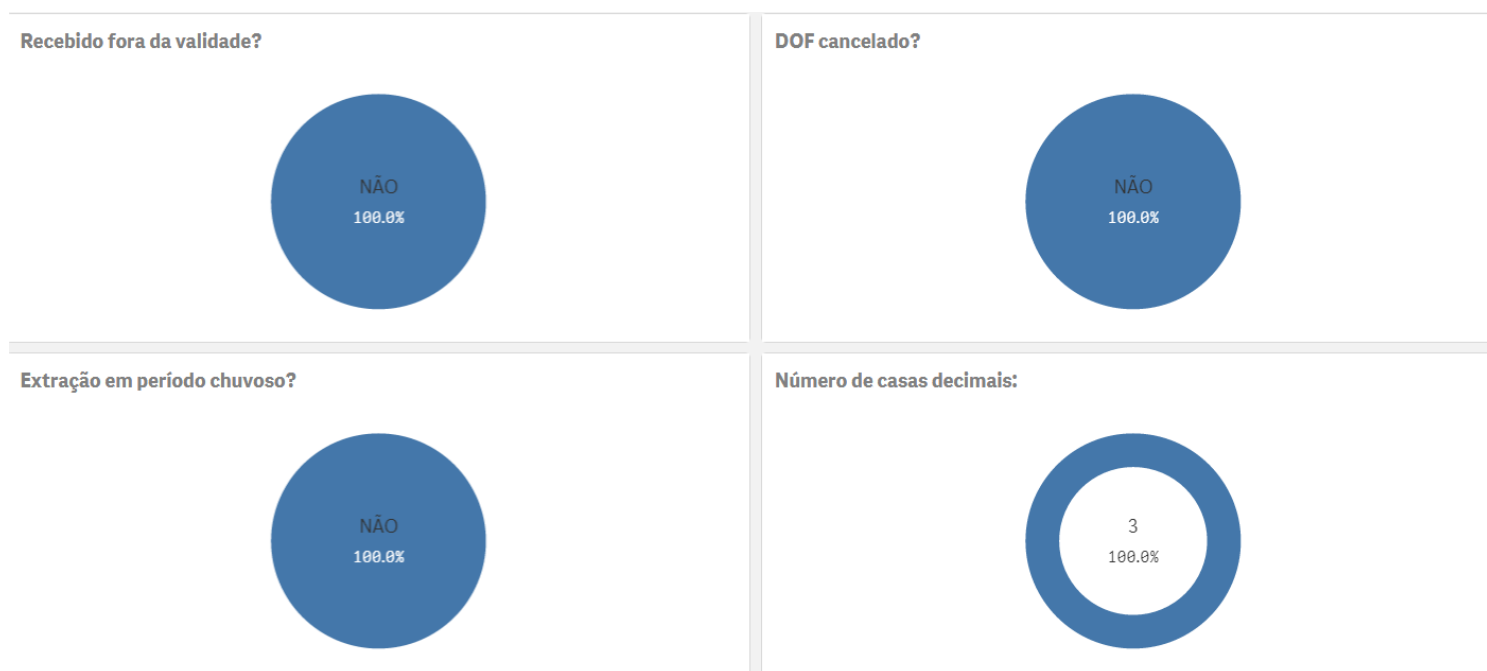 Recebido fora da validade?
NÃO
100.0%
DOF cancelado?
NÃO
100.0%
Extração em período chuvoso?
NÃO
100.0%
Número de casas decimais:
3
100.0%